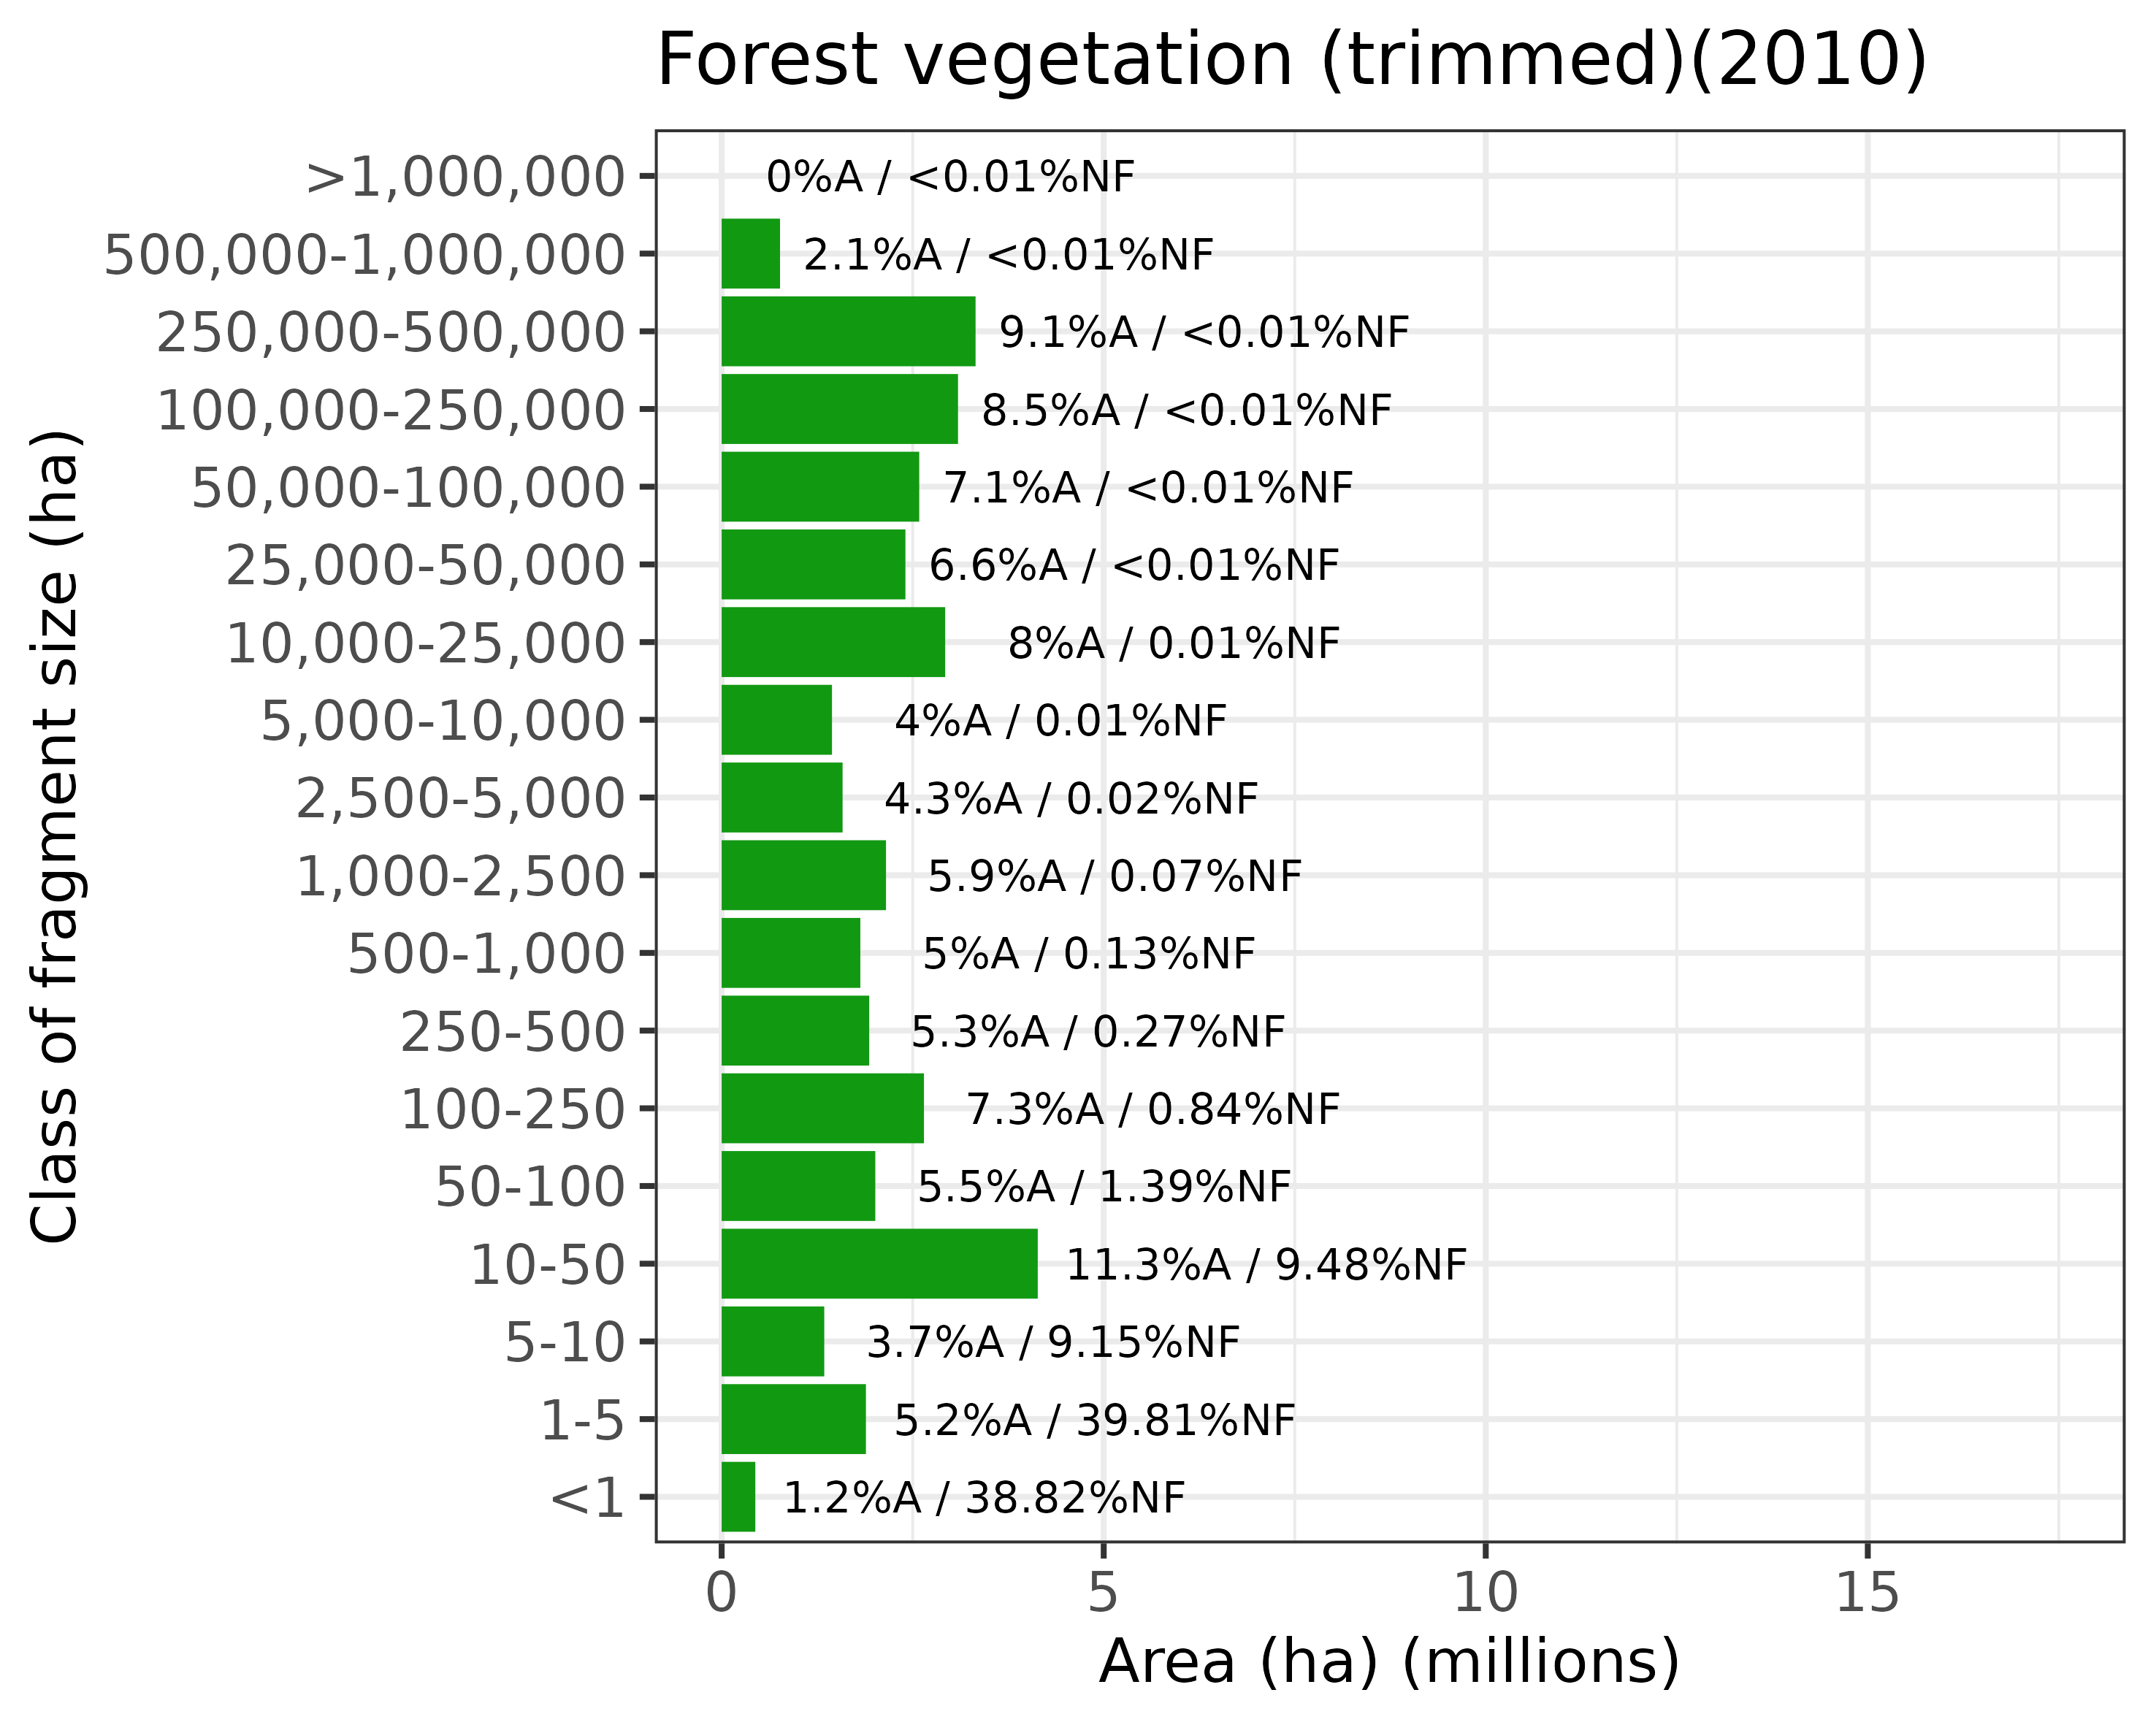 Forest vegetation (trimmed)(2010)
Class of fragment size (ha)
>1,000,000 0%A / <0.01%NF
500,000-1,000,000 2.1%A / <0.01%NF
250,000-500,000 9.1%A / <0.01%NF
100,000-250,000 8.5%A / <0.01%NF
50,000-100,000 7.1%A / <0.01%NF
25,000-50,000 6.6%A / <0.01%NF
10,000-25,000 8%A / 0.01%NF
5,000-10,000 4%A / 0.01%NF
2,500-5,000 4.3%A / 0.02%NF
1,000-2,500 5.9%A / 0.07%NF
500-1,000 5%A / 0.13%NF
250-500 5.3%A / 0.27%NF
100-250 7.3%A / 0.84%NF
50-100 5.5%A / 1.39%NF
10-50 11.3%A / 9.48%NF
5-10 3.7%A / 9.15%NF
1-5 5.2%A / 39.81%NF
<1 1.2%A / 38.82%NF
0 5 10 15
Area (ha) (millions)